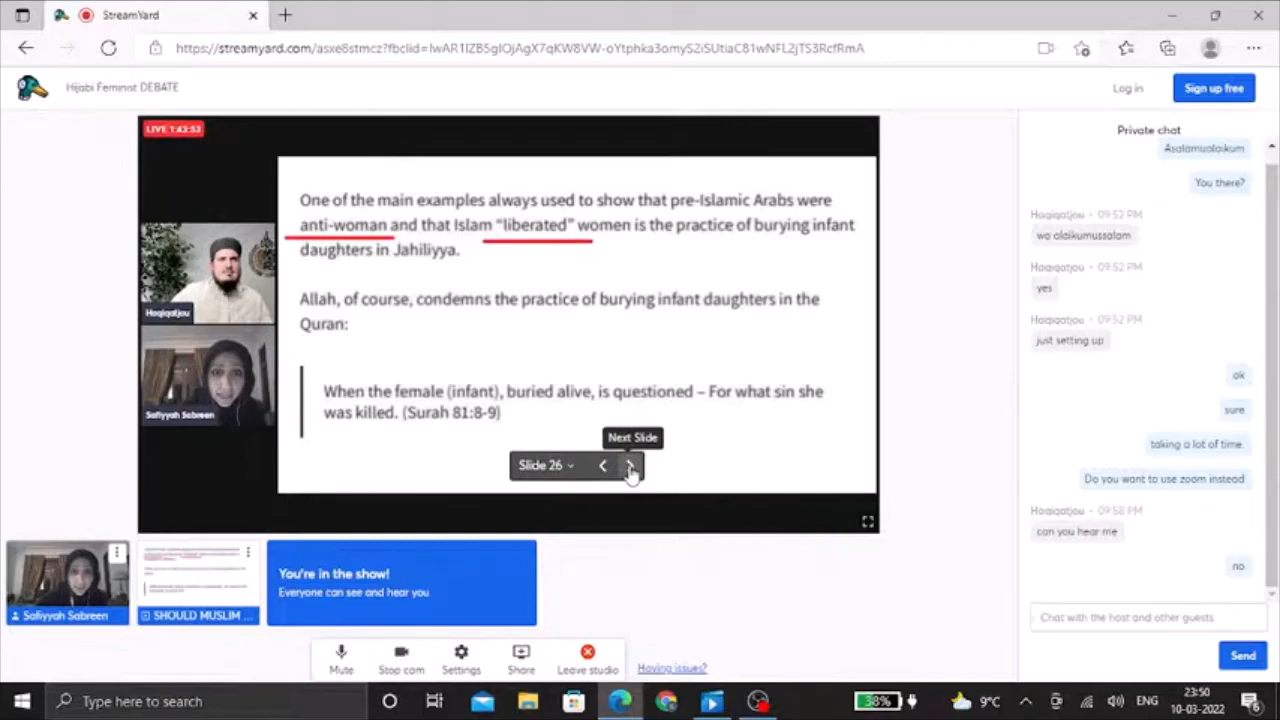 StreamYard
https://streamyard.com/asxe8stmcz?fbclid=IwAR1lZB5glOjAgX7qKW8VW-oYtphka3omyS2iSUtiaC81wNFL2jTS3RcfRmA
Hijabi Feminist DEBATE
Log in
Sign up free
LIVE 1:43:53
One of the main examples always used to show that pre-Islamic Arabs were
anti-woman and that Islam “liberated” women is the practice of burying infant
daughters in Jahiliyya.
Allah, of course, condemns the practice of burying infant daughters in the
Quran:
When the female (infant), buried alive, is questioned – For what sin she
was killed. (Surah 81:8-9)
Next Slide
Slide 26
Haqiqatjou
Safiyyah Sabreen
Private chat
Asalamualaikum
You there?
Haqiqatjou 09:52 PM
wa alaikumussalam
Haqiqatjou 09:52 PM
yes
Haqiqatjou 09:52 PM
just setting up
ok
sure
taking a lot of time.
Do you want to use zoom instead
Haqiqatjou 09:58 PM
can you hear me
no
Chat with the host and other guests
Send
Safiyyah Sabreen
SHOULD MUSLIM ...
You're in the show!
Everyone can see and hear you
Mute
Stop cam
Settings
Share
Leave studio
Having issues?
Type here to search
38%
9°C
ENG
23:50
10-03-2022
6